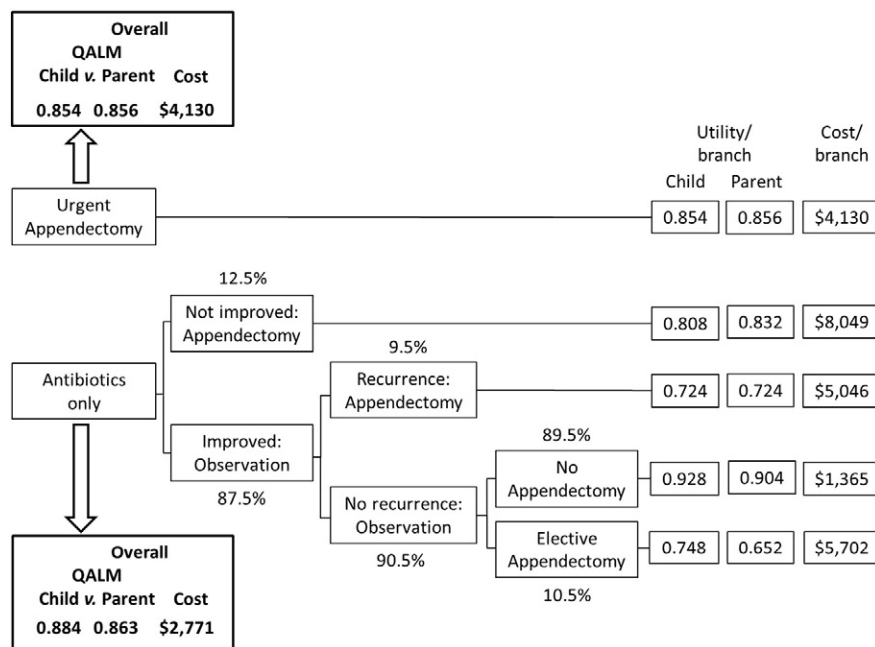 Overall
QALM
Child v. Parent Cost
0.854 0.856 $4,130
Utility/
branch
Cost/
branch
Child Parent
Urgent
Appendectomy
0.854 0.856 $4,130
12.5%
Not improved:
Appendectomy
0.808 0.832 $8,049
9.5%
Antibiotics
only
Recurrence:
Appendectomy
0.724 0.724 $5,046
Improved:
Observation
87.5%
89.5%
No
Appendectomy
0.928 0.904 $1,365
No recurrence:
Observation
90.5%
Elective
Appendectomy
0.748 0.652 $5,702
10.5%
Overall
QALM
Child v. Parent Cost
0.884 0.863 $2,771